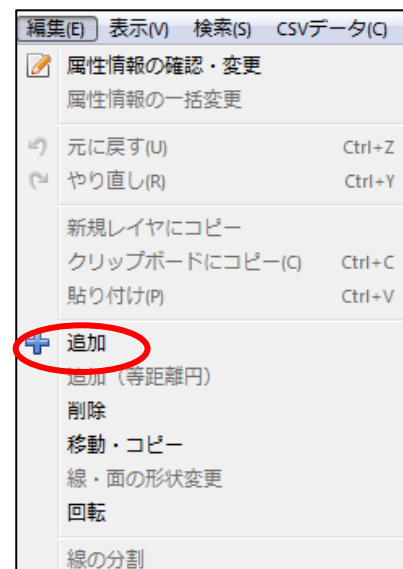 編集(E) 表示(V) 検索(S) CSVデータ(C)
属性情報の確認・変更
属性情報の一括変更
元に戻す(U) Ctrl+Z
やり直し(R) Ctrl+Y
新規レイヤにコピー
クリップボードにコピー(C) Ctrl+C
貼り付け(P) Ctrl+V
追加
追加（等距離円）
削除
移動・コピー
線・面の形状変更
回転
線の分割